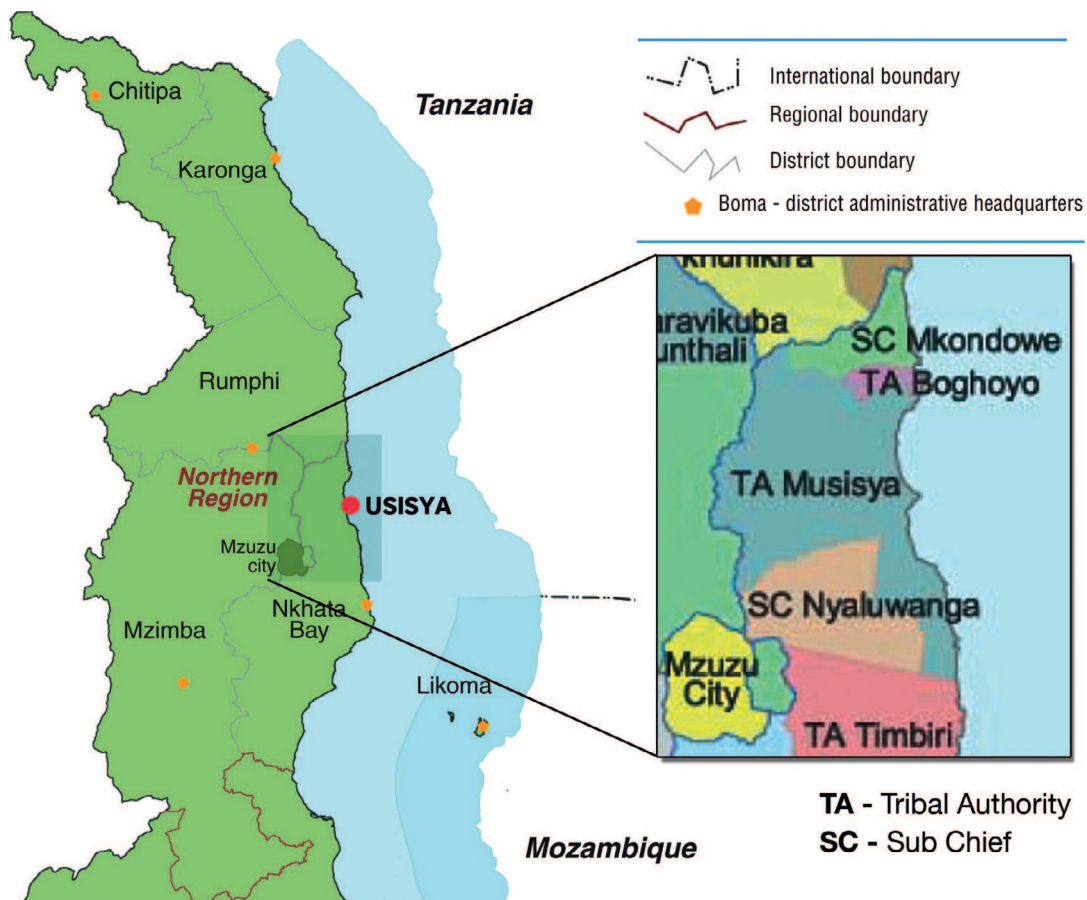 Chitipa
Karonga
Tanzania
Rumphi
Northern
Region
USISYA
Mzuzu
city
Nkhata
Bay
Mzimba
Likoma
Mozambique
International boundary
Regional boundary
District boundary
Boma - district administrative headquarters
SC Mkondowe
TA Boghoyo
TA Musisya
SC Nyaluwanga
Mzuzu
City
TA Timbiri
TA - Tribal Authority
SC - Sub Chief